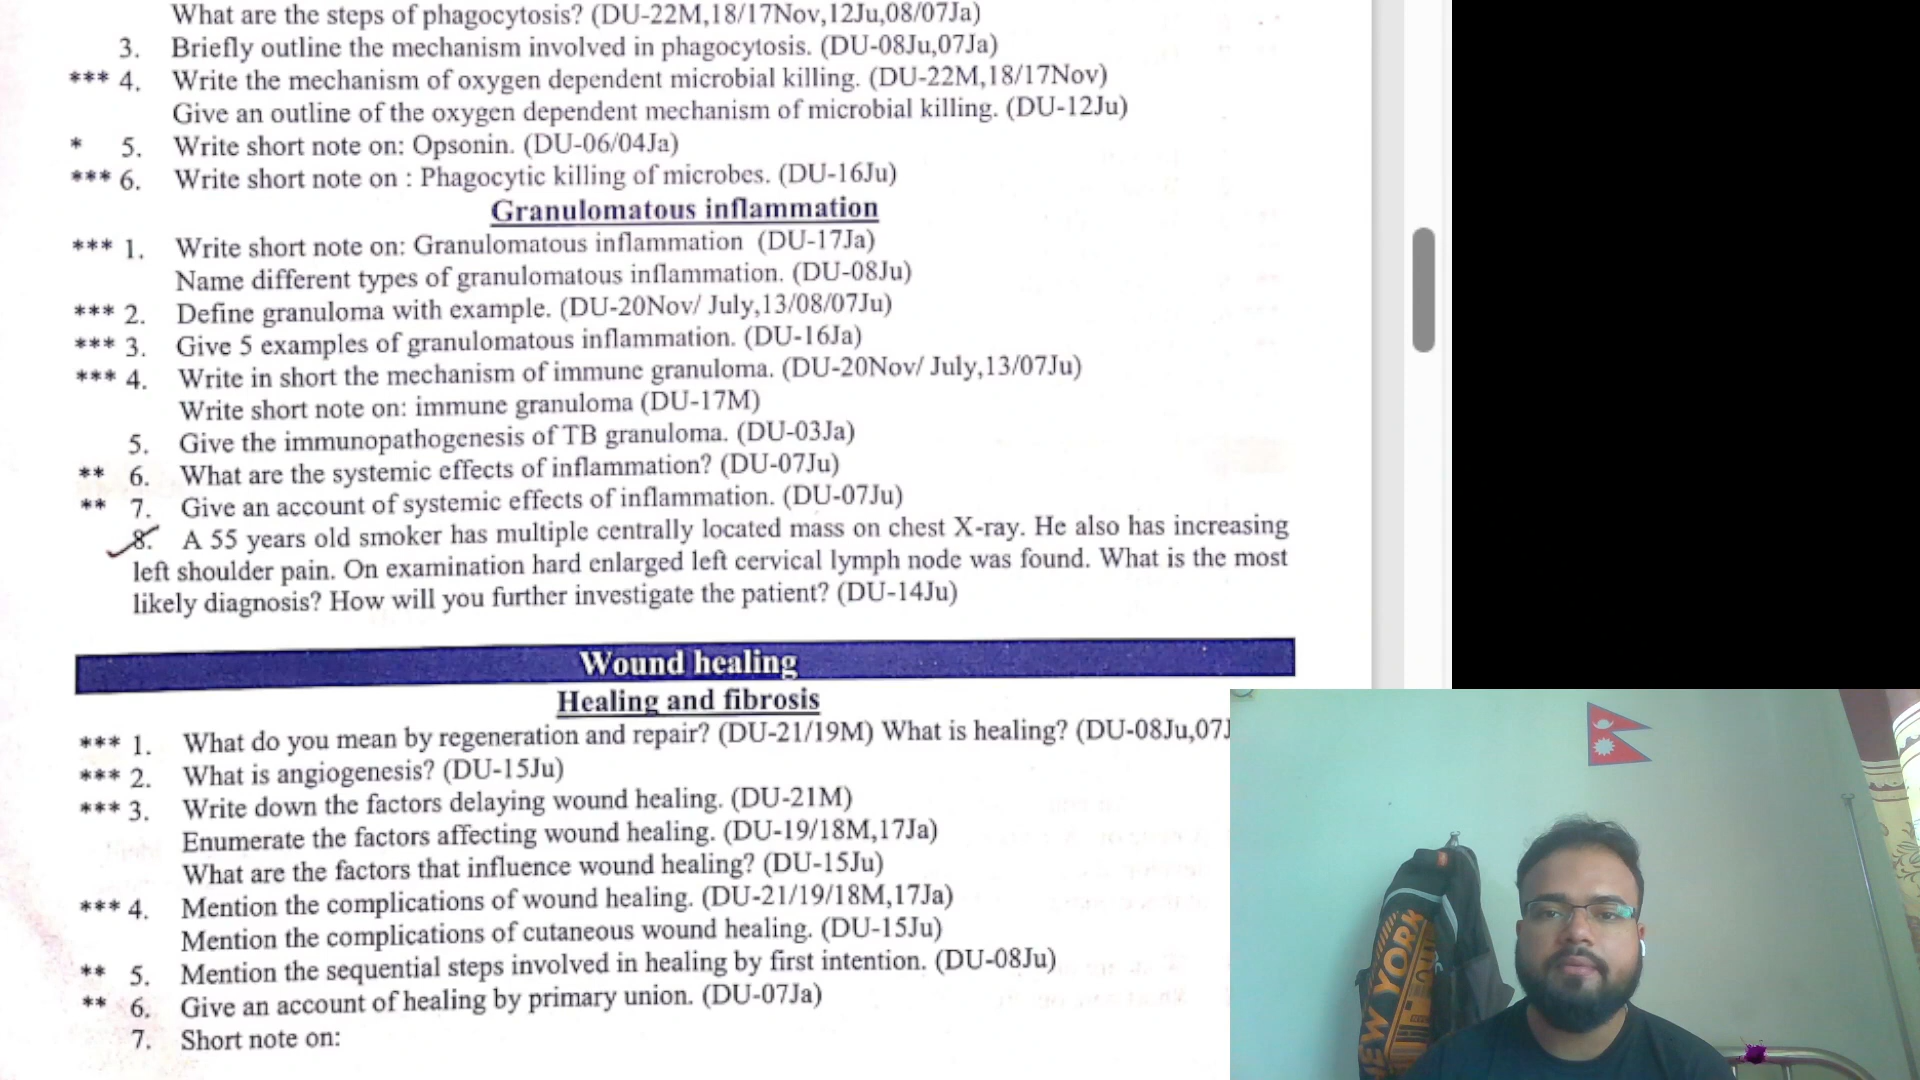 What are the steps of phagocytosis? (DU-22M,18/17Nov,12Ju,08/07Ja)
3. Briefly outline the mechanism involved in phagocytosis. (DU-08Ju,07Ja)
*** 4. Write the mechanism of oxygen dependent microbial killing. (DU-22M,18/17Nov)
Give an outline of the oxygen dependent mechanism of microbial killing. (DU-12Ju)
* 5. Write short note on: Opsonin. (DU-06/04Ja)
*** 6. Write short note on : Phagocytic killing of microbes. (DU-16Ju)
Granulomatous inflammation
*** 1. Write short note on: Granulomatous inflammation (DU-17Ja)
Name different types of granulomatous inflammation. (DU-08Ju)
*** 2. Define granuloma with example. (DU-20Nov/ July,13/08/07Ju)
*** 3. Give 5 examples of granulomatous inflammation. (DU-16Ja)
*** 4. Write in short the mechanism of immune granuloma. (DU-20Nov/ July,13/07Ju)
Write short note on: immune granuloma (DU-17M)
5. Give the immunopathogenesis of TB granuloma. (DU-03Ja)
** 6. What are the systemic effects of inflammation? (DU-07Ju)
** 7. Give an account of systemic effects of inflammation. (DU-07Ju)
8. A 55 years old smoker has multiple centrally located mass on chest X-ray. He also has increasing
left shoulder pain. On examination hard enlarged left cervical lymph node was found. What is the most
likely diagnosis? How will you further investigate the patient? (DU-14Ju)
Wound healing
Healing and fibrosis
*** 1. What do you mean by regeneration and repair? (DU-21/19M) What is healing? (DU-08Ju,07J
*** 2. What is angiogenesis? (DU-15Ju)
*** 3. Write down the factors delaying wound healing. (DU-21M)
Enumerate the factors affecting wound healing. (DU-19/18M,17Ja)
What are the factors that influence wound healing? (DU-15Ju)
*** 4. Mention the complications of wound healing. (DU-21/19/18M,17Ja)
Mention the complications of cutaneous wound healing. (DU-15Ju)
** 5. Mention the sequential steps involved in healing by first intention. (DU-08Ju)
** 6. Give an account of healing by primary union. (DU-07Ja)
7. Short note on:
NEW YORK